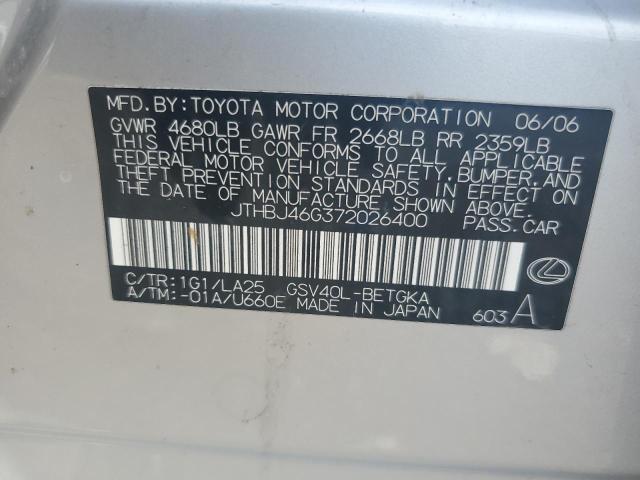 MFD. BY: TOYOTA MOTOR CORPORATION 06/06
GVWR 4680LB GAWR FR 2668LB RR 2359LB
THIS VEHICLE CONFORMS TO ALL APPLICABLE
FEDERAL MOTOR VEHICLE SAFETY, BUMPER, AND
THEFT PREVENTION STANDARDS IN EFFECT ON
THE DATE OF MANUFACTURE SHOWN ABOVE.
JTHBJ46G372026400 PASS. CAR
C/TR: 1G1/LA25 GSV40L-BETGKA
A/TM: -01A/U660E MADE IN JAPAN 603 A